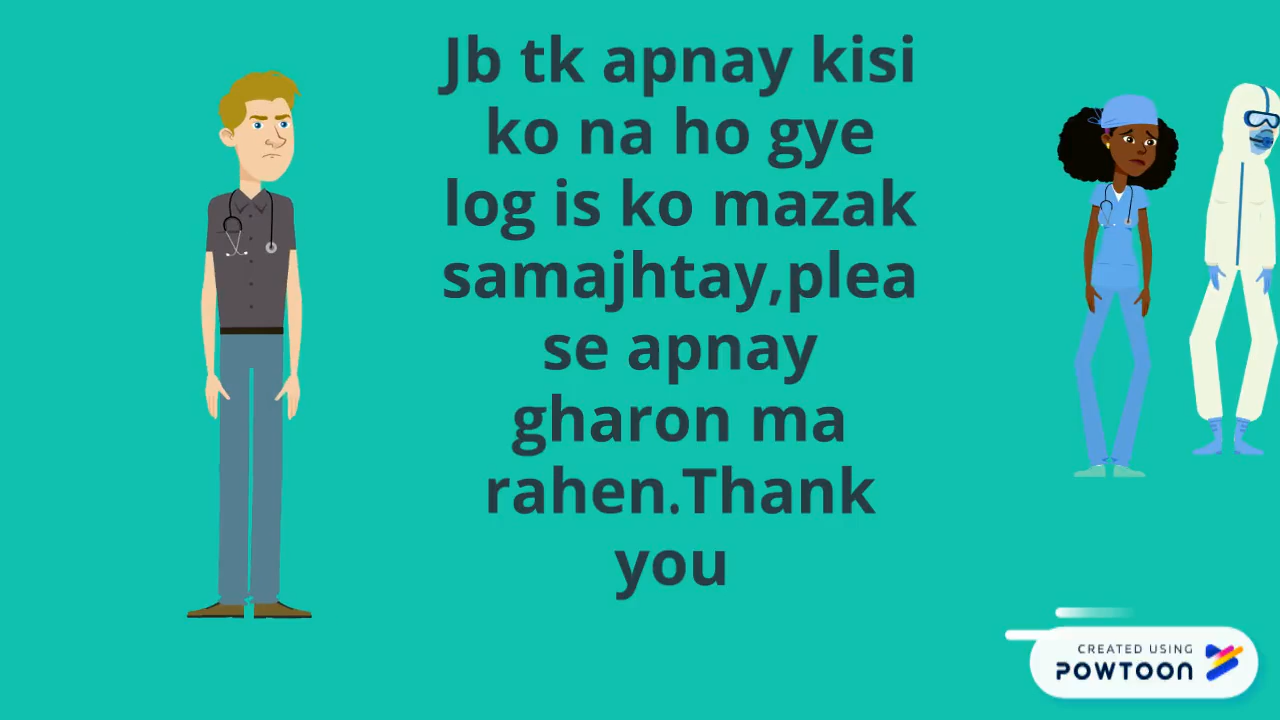 Jb tk apnay kisi
ko na ho gye
log is ko mazak
samajhtay,plea
se apnay
gharon ma
rahen.Thank
you
CREATED USING
POWTOON